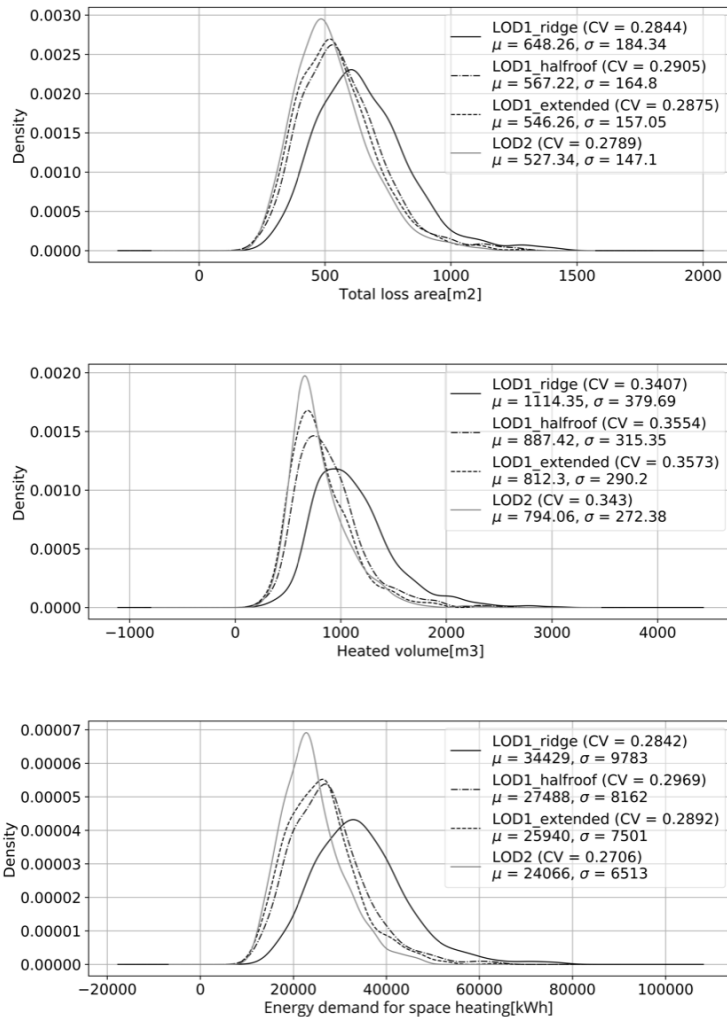 0.0030
0.0025
0.0020
0.0015
0.0010
0.0005
0.0000
Density
LOD1_ridge (CV = 0.2844)
μ = 648.26, σ = 184.34
LOD1_halfroof (CV = 0.2905)
μ = 567.22, σ = 164.8
LOD1_extended (CV = 0.2875)
μ = 546.26, σ = 157.05
LOD2 (CV = 0.2789)
μ = 527.34, σ = 147.1
0 500 1000 1500 2000
Total loss area[m2]
0.0020
0.0015
0.0010
0.0005
0.0000
Density
LOD1_ridge (CV = 0.3407)
μ = 1114.35, σ = 379.69
LOD1_halfroof (CV = 0.3554)
μ = 887.42, σ = 315.35
LOD1_extended (CV = 0.3573)
μ = 812.3, σ = 290.2
LOD2 (CV = 0.343)
μ = 794.06, σ = 272.38
−1000 0 1000 2000 3000 4000
Heated volume[m3]
0.00007
0.00006
0.00005
0.00004
0.00003
0.00002
0.00001
0.00000
Density
LOD1_ridge (CV = 0.2842)
μ = 34429, σ = 9783
LOD1_halfroof (CV = 0.2969)
μ = 27488, σ = 8162
LOD1_extended (CV = 0.2892)
μ = 25940, σ = 7501
LOD2 (CV = 0.2706)
μ = 24066, σ = 6513
−20000 0 20000 40000 60000 80000 100000
Energy demand for space heating[kWh]